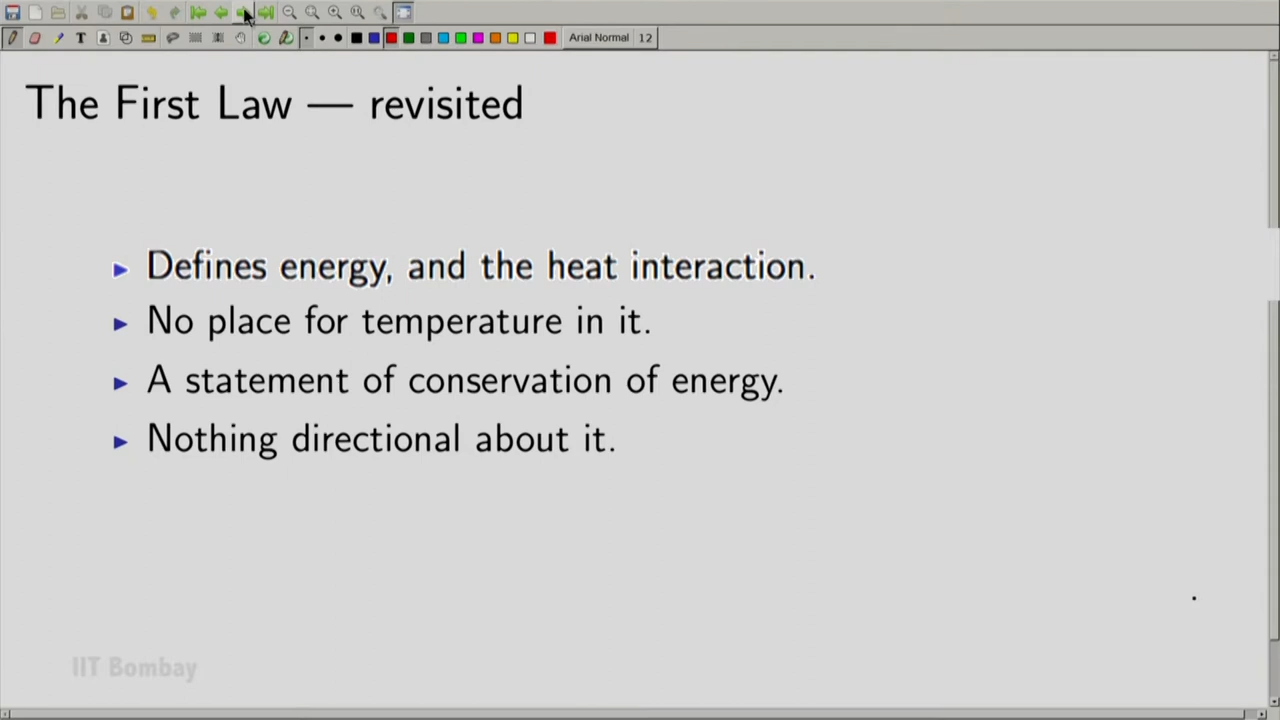 T
Arial Normal 12
The First Law — revisited
Defines energy, and the heat interaction.
No place for temperature in it.
A statement of conservation of energy.
Nothing directional about it.
IIT Bombay